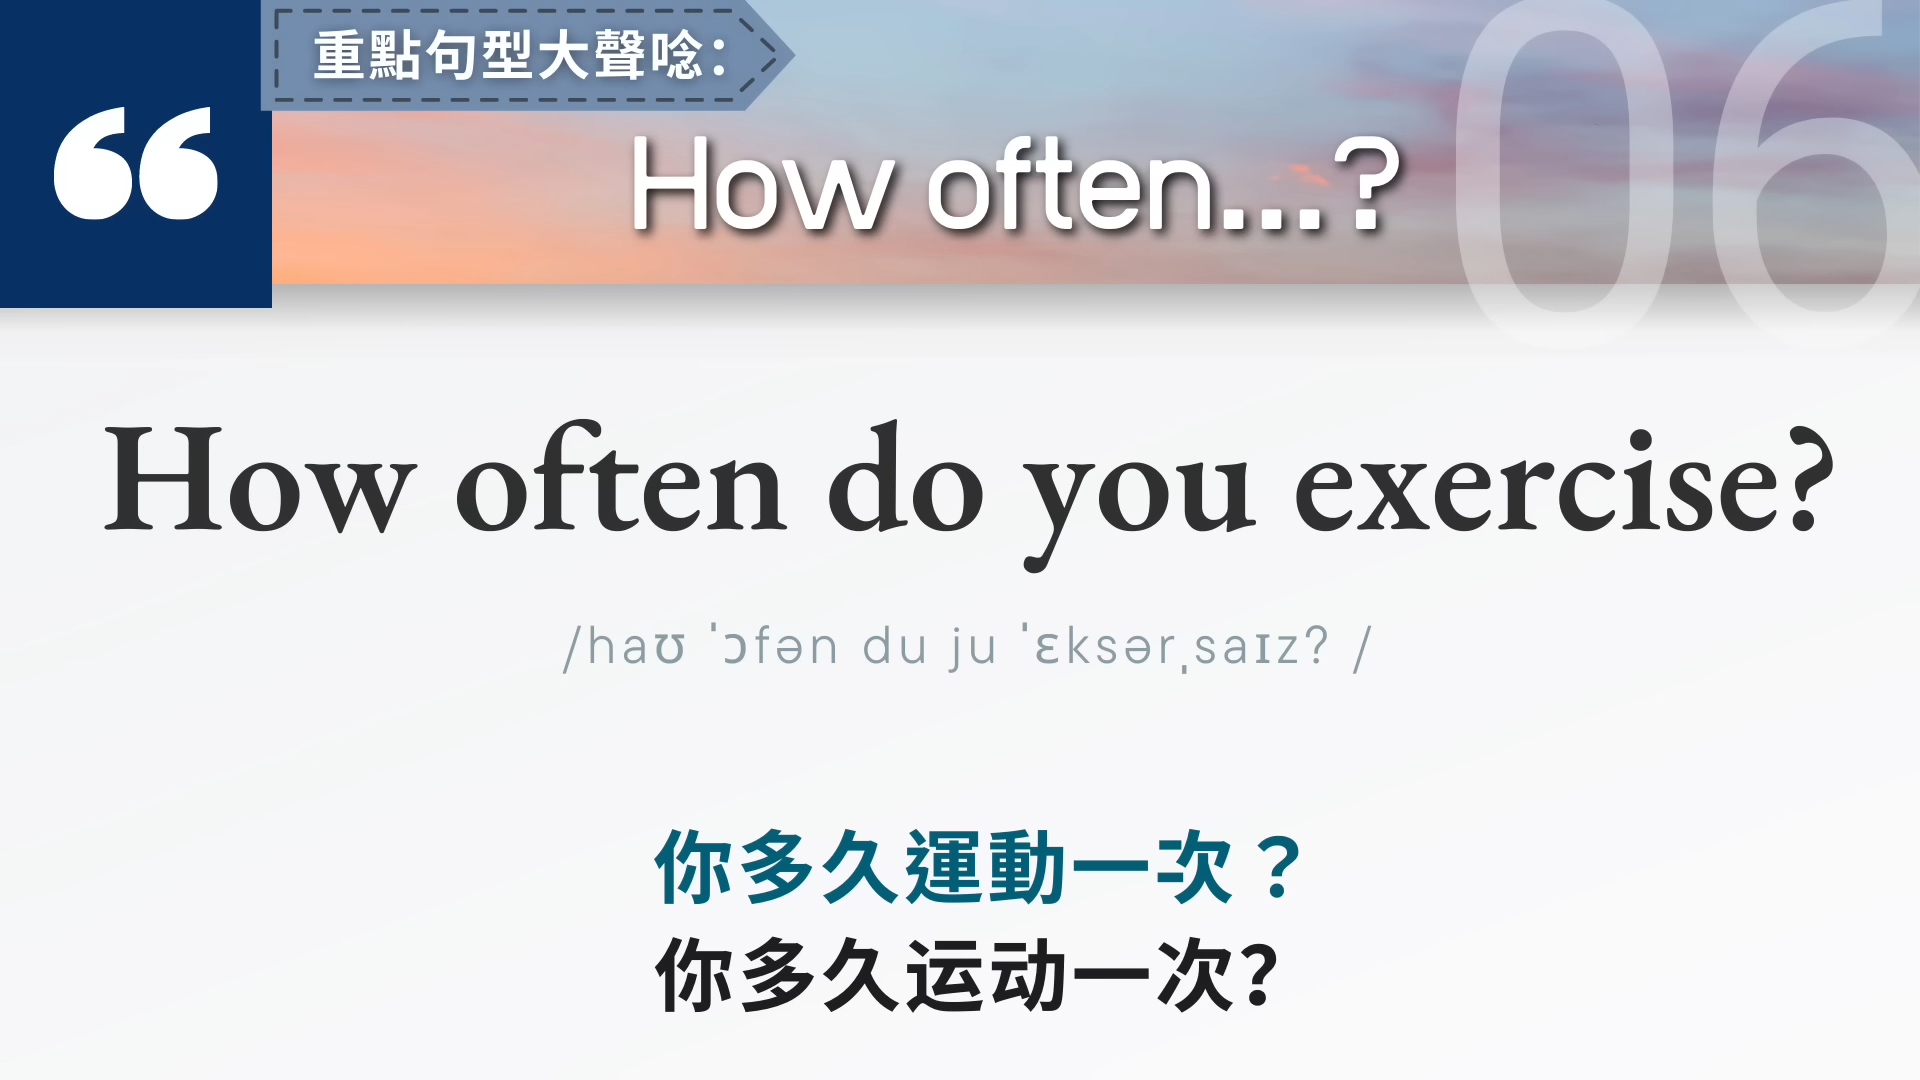 重點句型大聲唸：
“
How often...?
06
How often do you exercise?
/haʊ ˈɔfən du ju ˈɛksərˌsaɪz? /
你多久運動一次？
你多久运动一次?